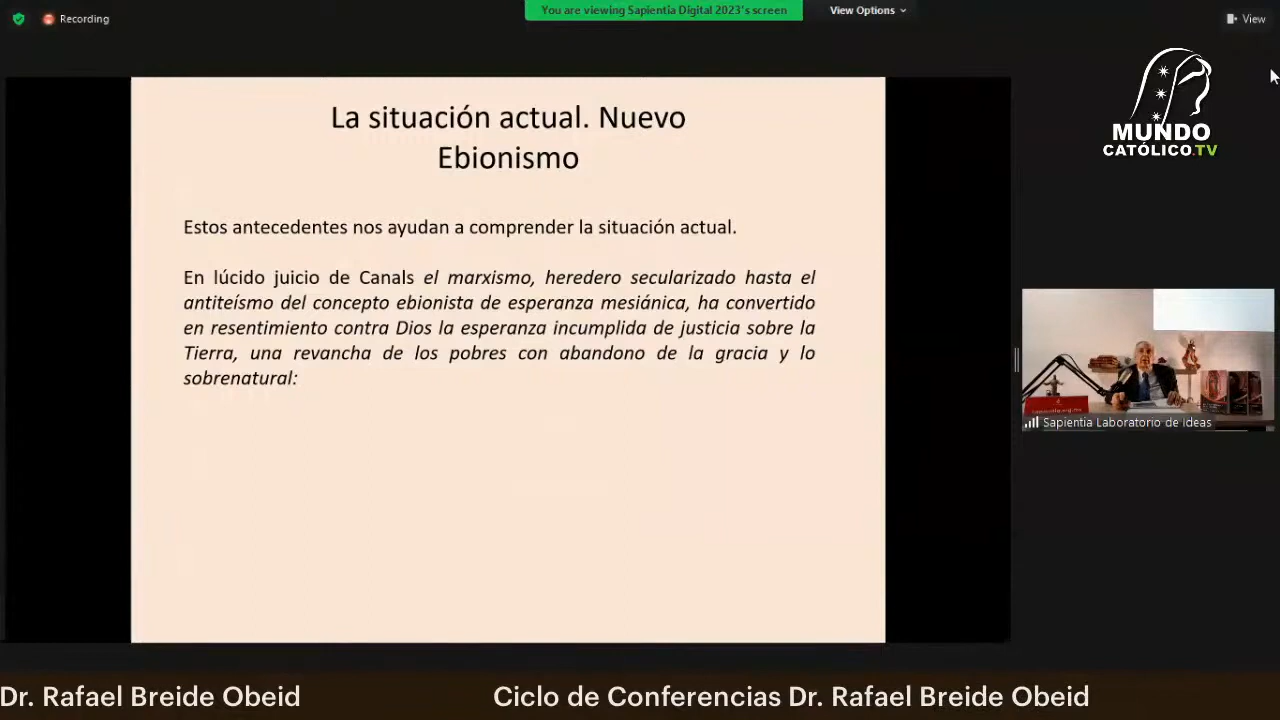 Recording
You are viewing Sapientia Digital 2023's screen
View Options
View
MUNDO
CATÓLICO.TV
La situación actual. Nuevo
Ebionismo
Estos antecedentes nos ayudan a comprender la situación actual.
En lúcido juicio de Canals el marxismo, heredero secularizado hasta el
antiteísmo del concepto ebionista de esperanza mesiánica, ha convertido
en resentimiento contra Dios la esperanza incumplida de justicia sobre la
Tierra, una revancha de los pobres con abandono de la gracia y lo
sobrenatural:
Sapientia Laboratorio de ideas
Dr. Rafael Breide Obeid
Ciclo de Conferencias Dr. Rafael Breide Obeid